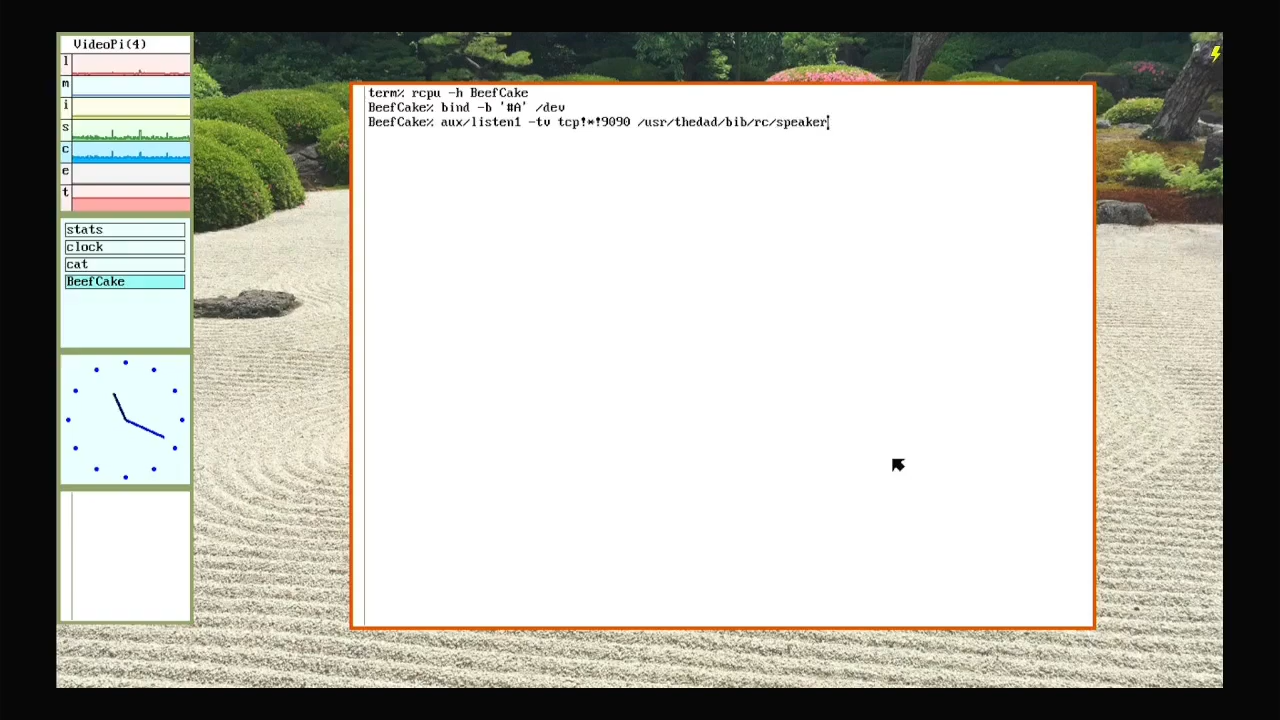 VideoPi(4)
l
m
i
s
c
e
t
stats
clock
cat
BeefCake
term% rcpu -h BeefCake
BeefCake% bind -b '#A' /dev
BeefCake% aux/listen1 -tv tcp!*!9090 /usr/thedad/bib/rc/speaker